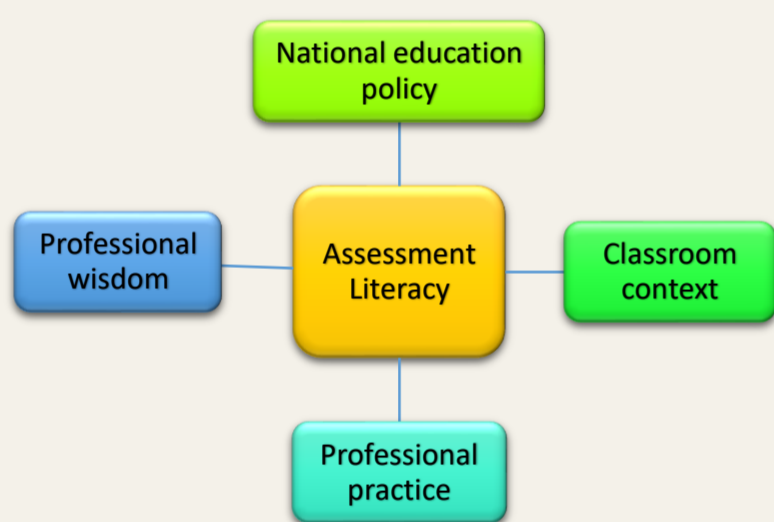 National education
policy
Professional
wisdom
Assessment
Literacy
Classroom
context
Professional
practice